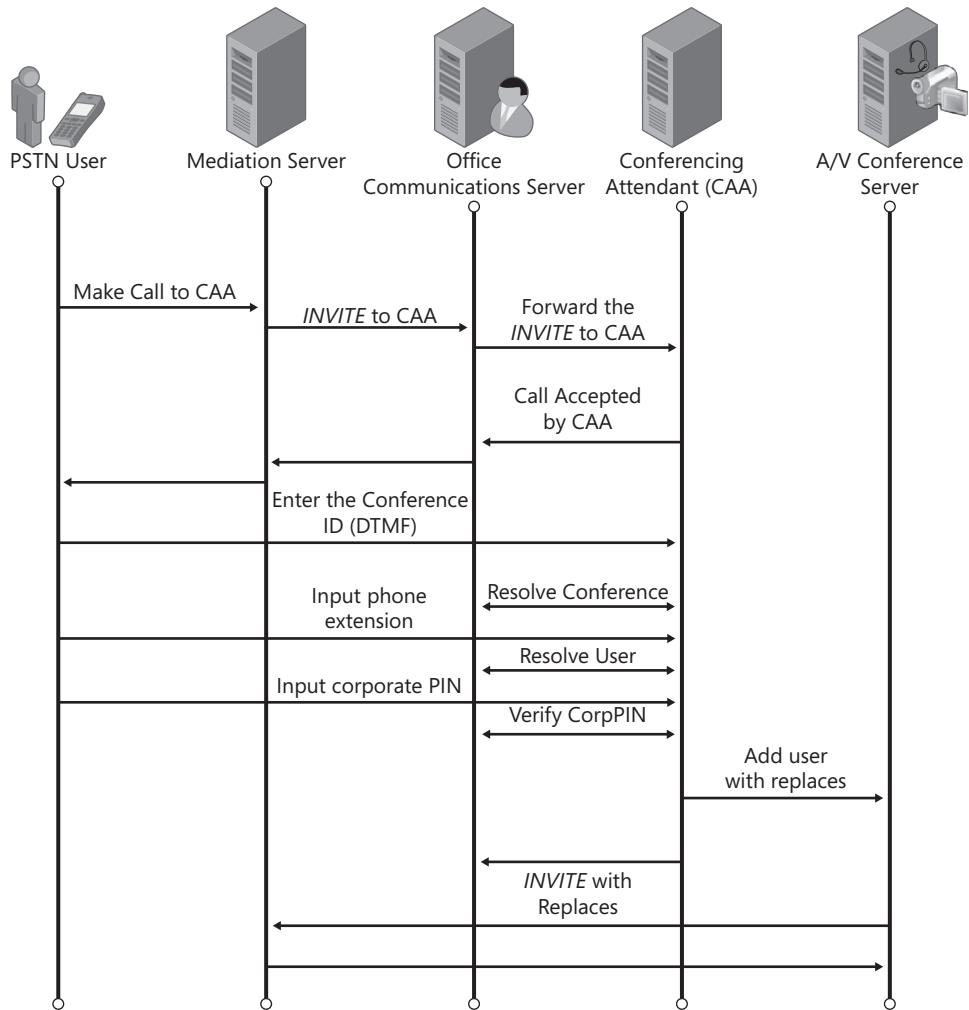 PSTN User
Mediation Server
Office
Communications Server
Conferencing
Attendant (CAA)
A/V Conference
Server
Make Call to CAA
INVITE to CAA
Forward the
INVITE to CAA
Call Accepted
by CAA
Enter the Conference
ID (DTMF)
Resolve Conference
Input phone
extension
Resolve User
Input corporate PIN
Verify CorpPIN
Add user
with replaces
INVITE with
Replaces